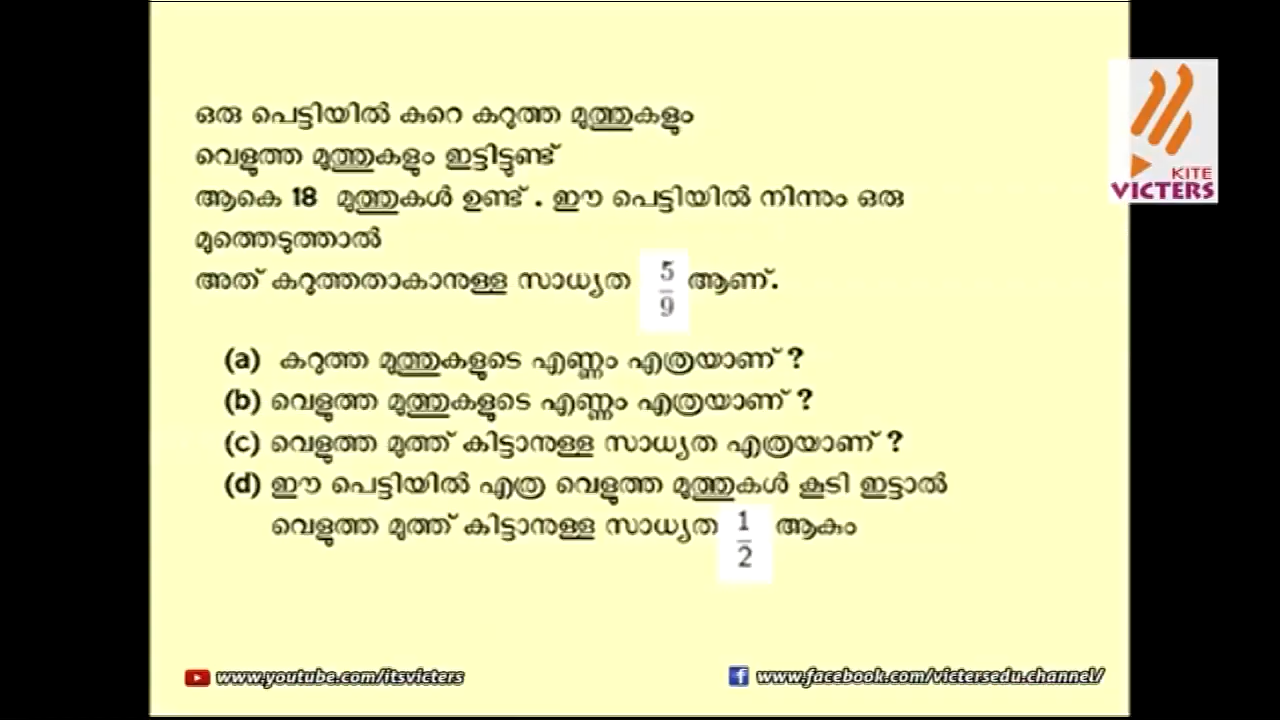 ഒരു പെട്ടിയിൽ കുറെ കറുത്ത മുത്തുകളും
വെളുത്ത മുത്തുകളും ഇട്ടിട്ടുണ്ട്
ആകെ 18 മുത്തുകൾ ഉണ്ട് . ഈ പെട്ടിയിൽ നിന്നും ഒരു
മുത്തെടുത്താൽ
അത് കറുത്തതാകാനുള്ള സാധ്യത 5/9 ആണ്.
(a) കറുത്ത മുത്തുകളുടെ എണ്ണം എത്രയാണ് ?
(b) വെളുത്ത മുത്തുകളുടെ എണ്ണം എത്രയാണ് ?
(c) വെളുത്ത മുത്ത് കിട്ടാനുള്ള സാധ്യത എത്രയാണ് ?
(d) ഈ പെട്ടിയിൽ എത്ര വെളുത്ത മുത്തുകൾ കൂടി ഇട്ടാൽ
വെളുത്ത മുത്ത് കിട്ടാനുള്ള സാധ്യത 1/2 ആകും
KITE
VICTERS
www.youtube.com/itsvicters
www.facebook.com/victersedu.channel/